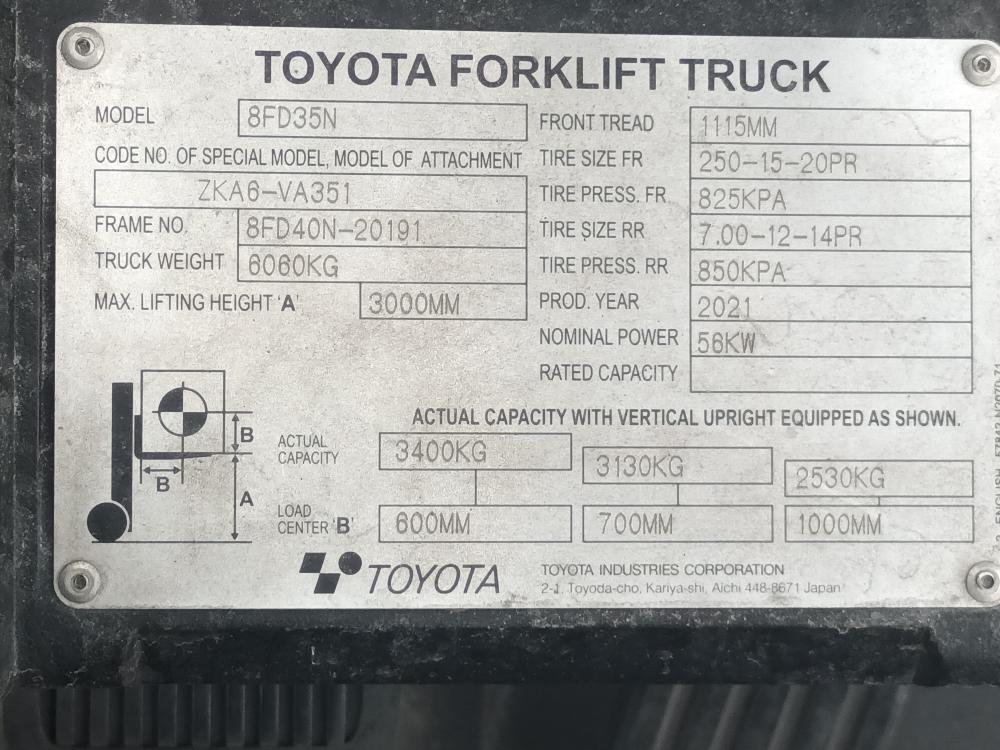 TOYOTA FORKLIFT TRUCK
MODEL 8FD35N
CODE NO. OF SPECIAL MODEL, MODEL OF ATTACHMENT
ZKA6-VA351
FRAME NO. 8FD40N-20191
TRUCK WEIGHT 6060KG
MAX. LIFTING HEIGHT 'A' 3000MM
FRONT TREAD 1115MM
TIRE SIZE FR 250-15-20PR
TIRE PRESS. FR 825KPA
TIRE SIZE RR 7.00-12-14PR
TIRE PRESS. RR 850KPA
PROD. YEAR 2021
NOMINAL POWER 56KW
RATED CAPACITY
ACTUAL CAPACITY WITH VERTICAL UPRIGHT EQUIPPED AS SHOWN.
B
B
A
ACTUAL
CAPACITY
3400KG 3130KG 2530KG
LOAD
CENTER 'B'
600MM 700MM 1000MM
TOYOTA
TOYOTA INDUSTRIES CORPORATION
2-1, Toyoda-cho, Kariya-shi, Aichi 448-8671 Japan